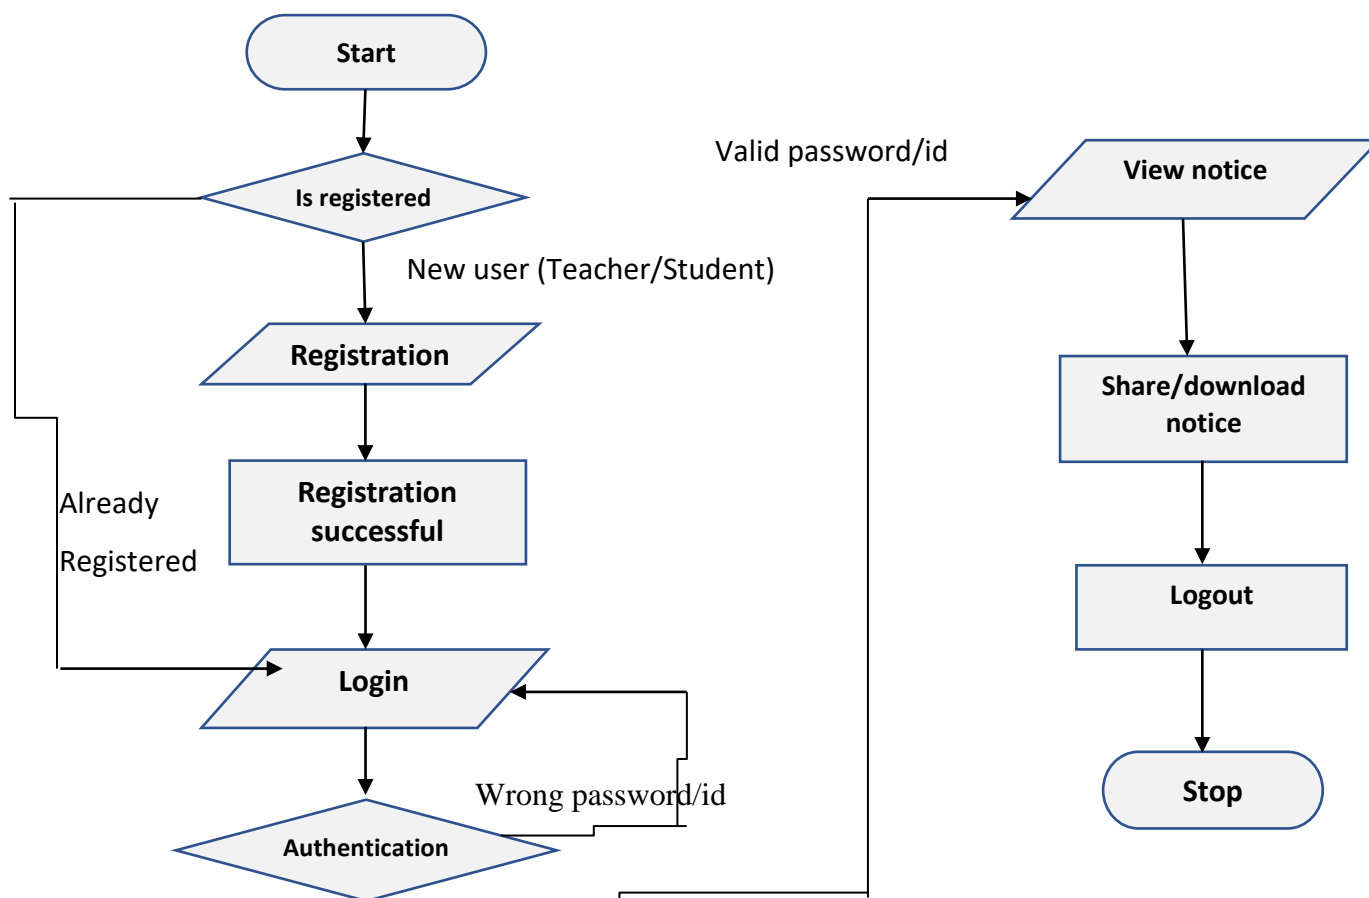 Start
Is registered
New user (Teacher/Student)
Registration
Registration
successful
Already
Registered
Login
Wrong password/id
Authentication
Valid password/id
View notice
Share/download
notice
Logout
Stop